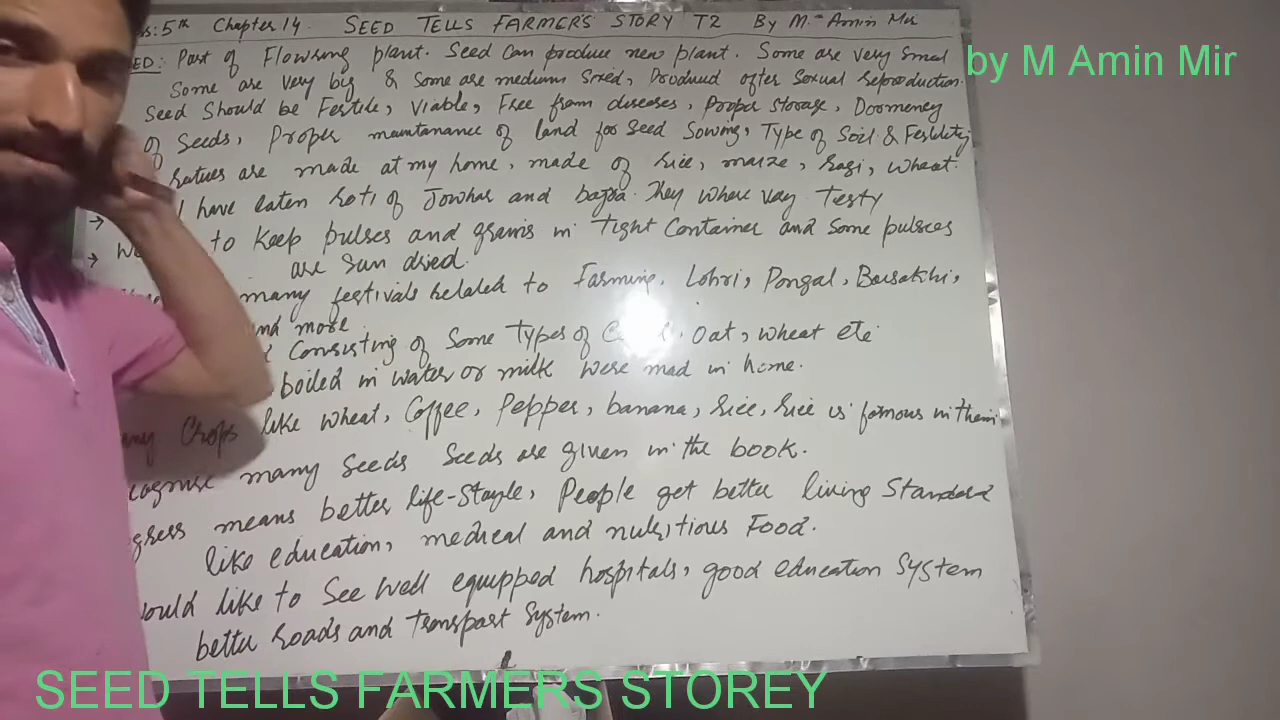 s: 5th Chapter 14. SEED TELLS FARMER'S STORY T2 By M. Amin Mir
by M Amin Mir
ED: Part of Flowering plant. Seed can produce new plant. Some are very small
Some are very big & Some are medium Sized, Produced after Sexual reproduction.
Seed Should be Fertile, Viable, Free from diseases, Proper Storage, Doormency
of Seeds, Proper maintanance of land for Seed Sowing, Type of Soil & Fertility
are made at my home, made of rice, maize, ragi, wheat.
I have eaten roti of Jowhar and bajra. They where very Testy
to Keep pulses and grains in Tight Container and Some pulsees
are Sun dried.
many festivals related to Farming, Lohri, Pongal, Baisakhi,
and more
Consisting of Some Types of Oat, wheat etc
boiled in water or milk were mad in home.
Crops like wheat, Coffee, Pepper, banana, rice, rice is famous in them
many Seeds Seeds are given in the book.
gress means better life-Style, People get better living Standard
like education, medical and nutritious Food.
ould like to See well equipped hospitals, good education System
better roads and transport System.
SEED TELLS FARMERS STOREY